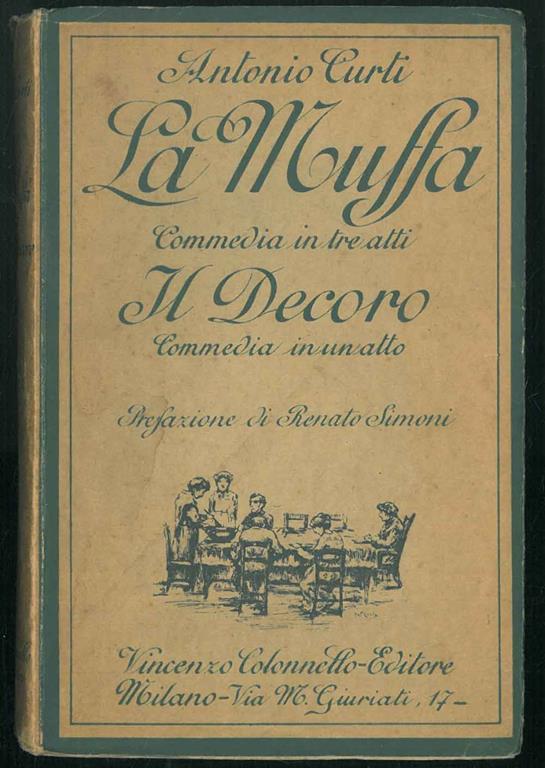 Antonio Curti
La Muffa
Commedia in tre atti
Il Decoro
Commedia in un atto
Prefazione di Renato Simoni
Vincenzo Colonnello-Editore
Milano-Via M. Giuriati, 17-